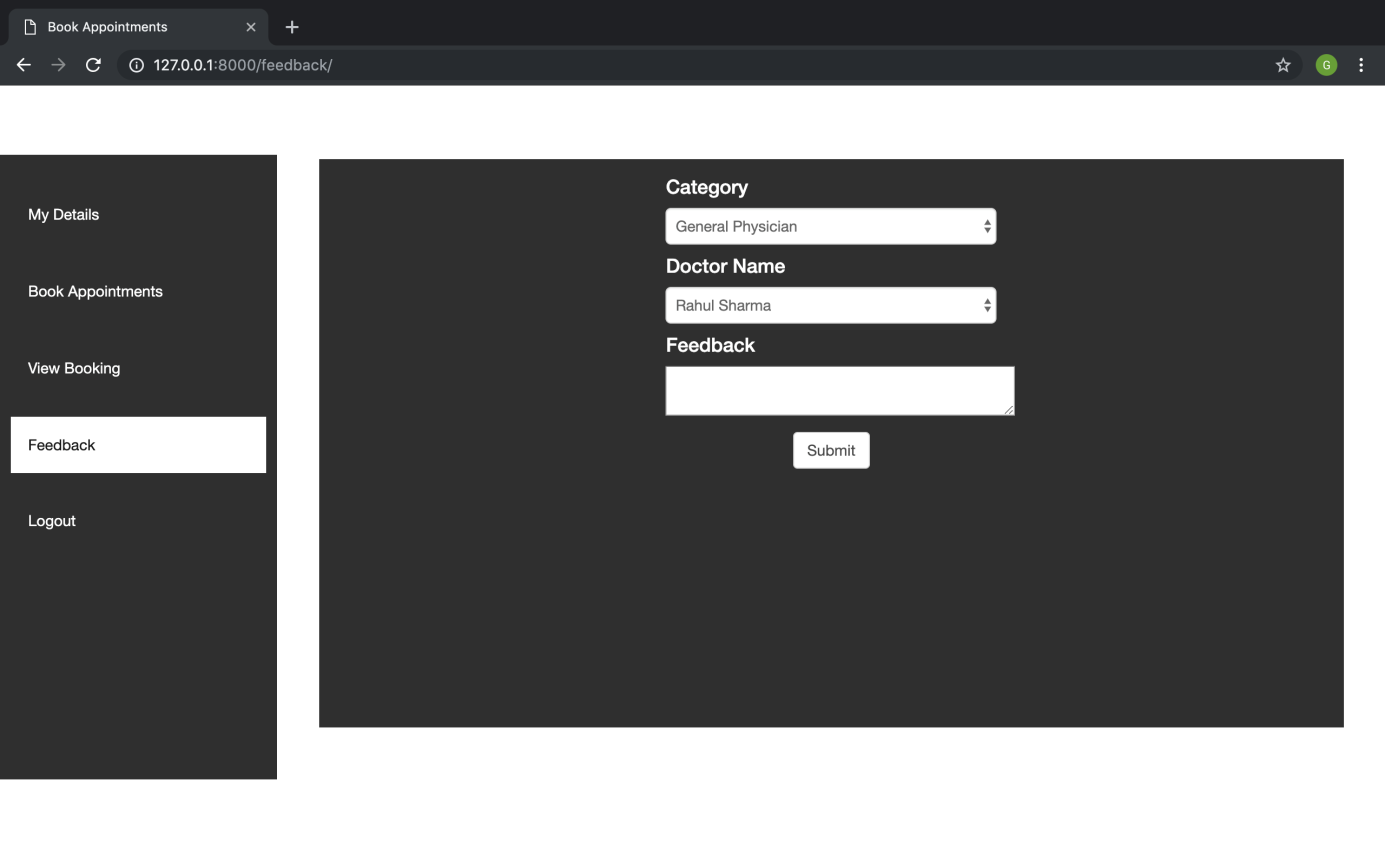 Book Appointments
127.0.0.1:8000/feedback/
G
My Details
Book Appointments
View Booking
Feedback
Logout
Category
General Physician
Doctor Name
Rahul Sharma
Feedback
Submit